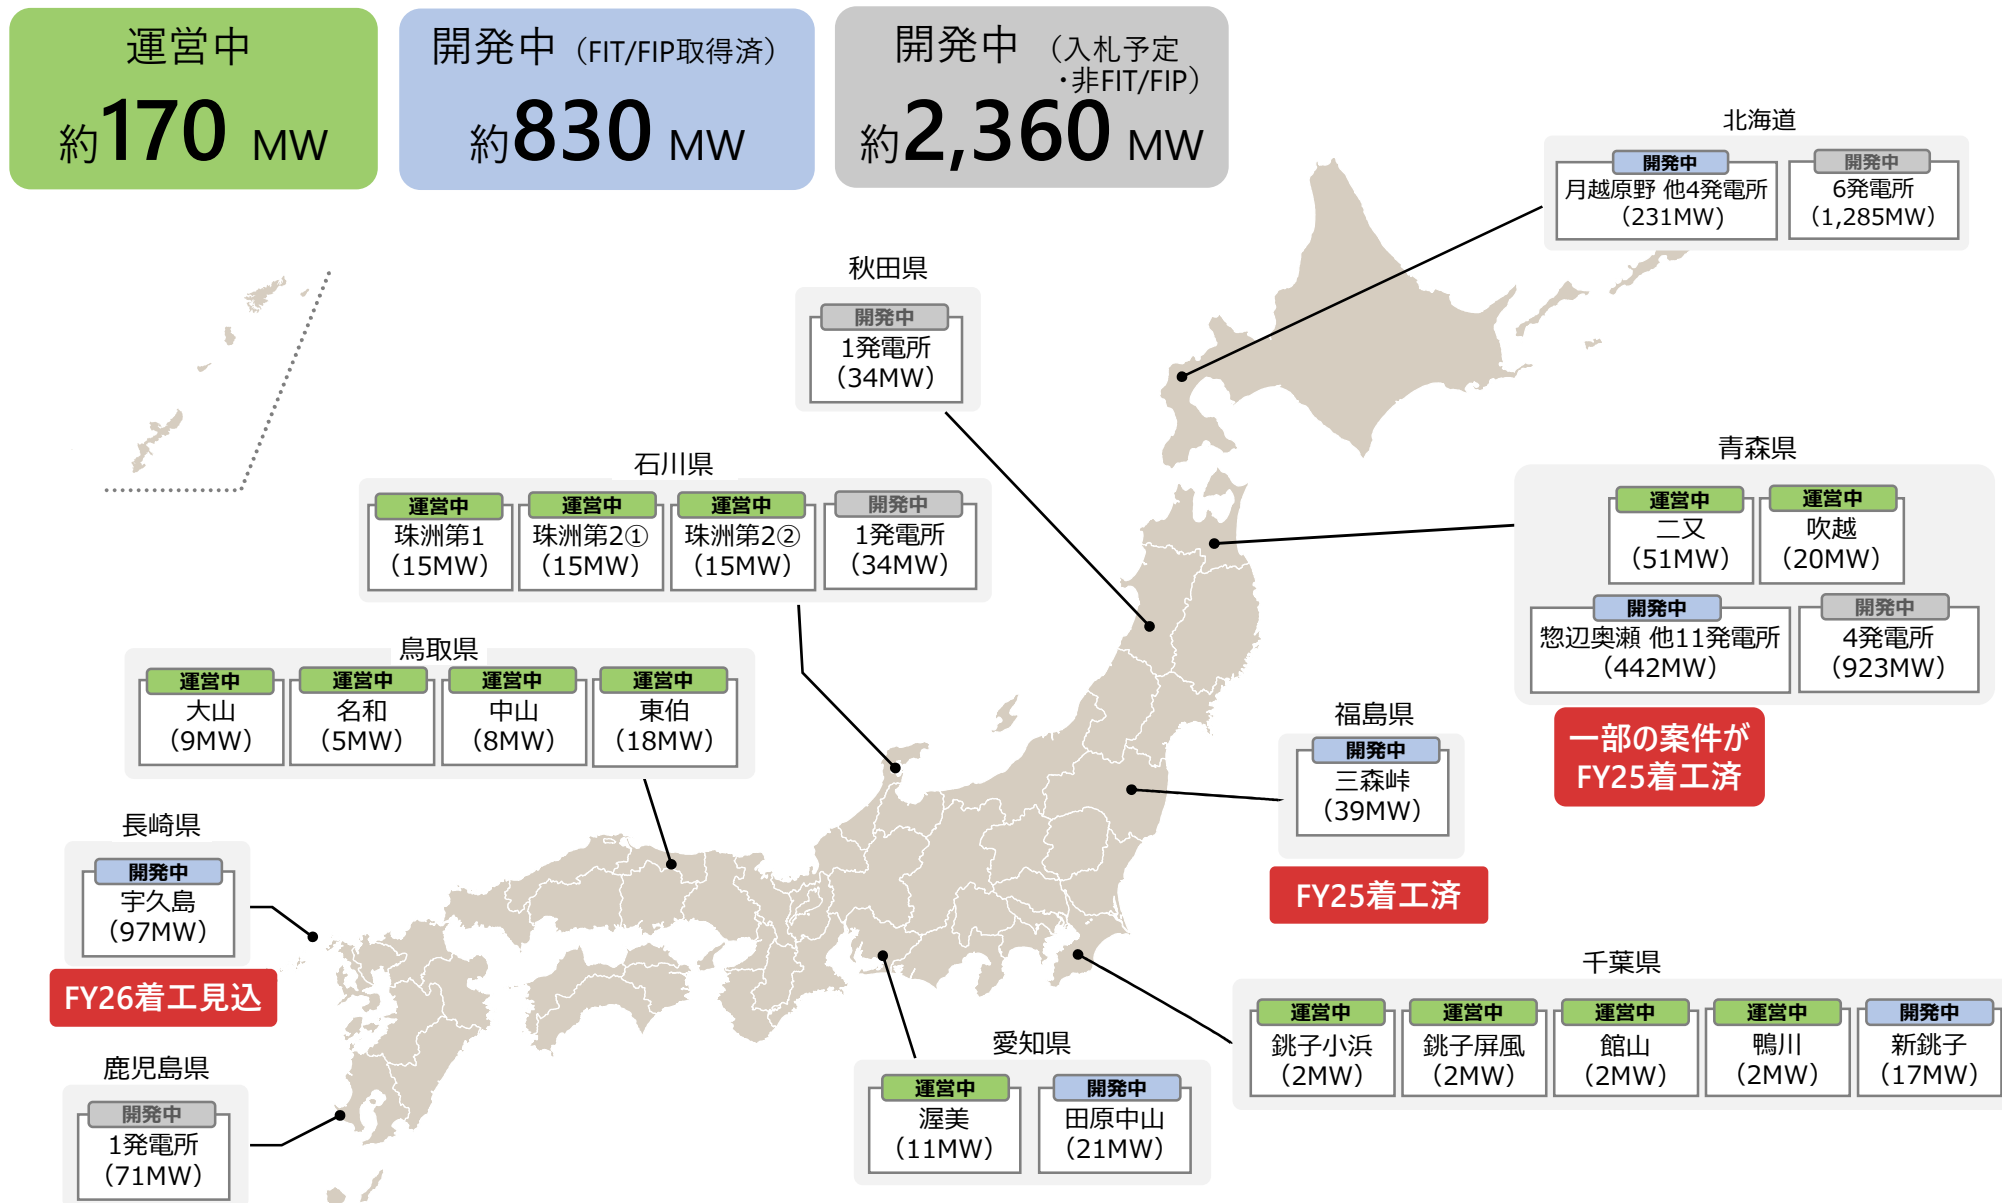 運営中
約170 MW
開発中（FIT/FIP取得済）
約830 MW
開発中（入札予定
・非FIT/FIP）
約2,360 MW
北海道
開発中
月越原野 他4発電所
（231MW）
開発中
6発電所
（1,285MW）
秋田県
開発中
1発電所
（34MW）
青森県
運営中
二又
（51MW）
運営中
吹越
（20MW）
開発中
惣辺奥瀬 他11発電所
（442MW）
開発中
4発電所
（923MW）
一部の案件が
FY25着工済
石川県
運営中
珠洲第1
（15MW）
運営中
珠洲第2①
（15MW）
運営中
珠洲第2②
（15MW）
開発中
1発電所
（34MW）
鳥取県
運営中
大山
（9MW）
運営中
名和
（5MW）
運営中
中山
（8MW）
運営中
東伯
（18MW）
福島県
開発中
三森峠
（39MW）
FY25着工済
長崎県
開発中
宇久島
（97MW）
FY26着工見込
鹿児島県
開発中
1発電所
（71MW）
愛知県
運営中
渥美
（11MW）
開発中
田原中山
（21MW）
千葉県
運営中
銚子小浜
（2MW）
運営中
銚子屏風
（2MW）
運営中
館山
（2MW）
運営中
鴨川
（2MW）
開発中
新銚子
（17MW）